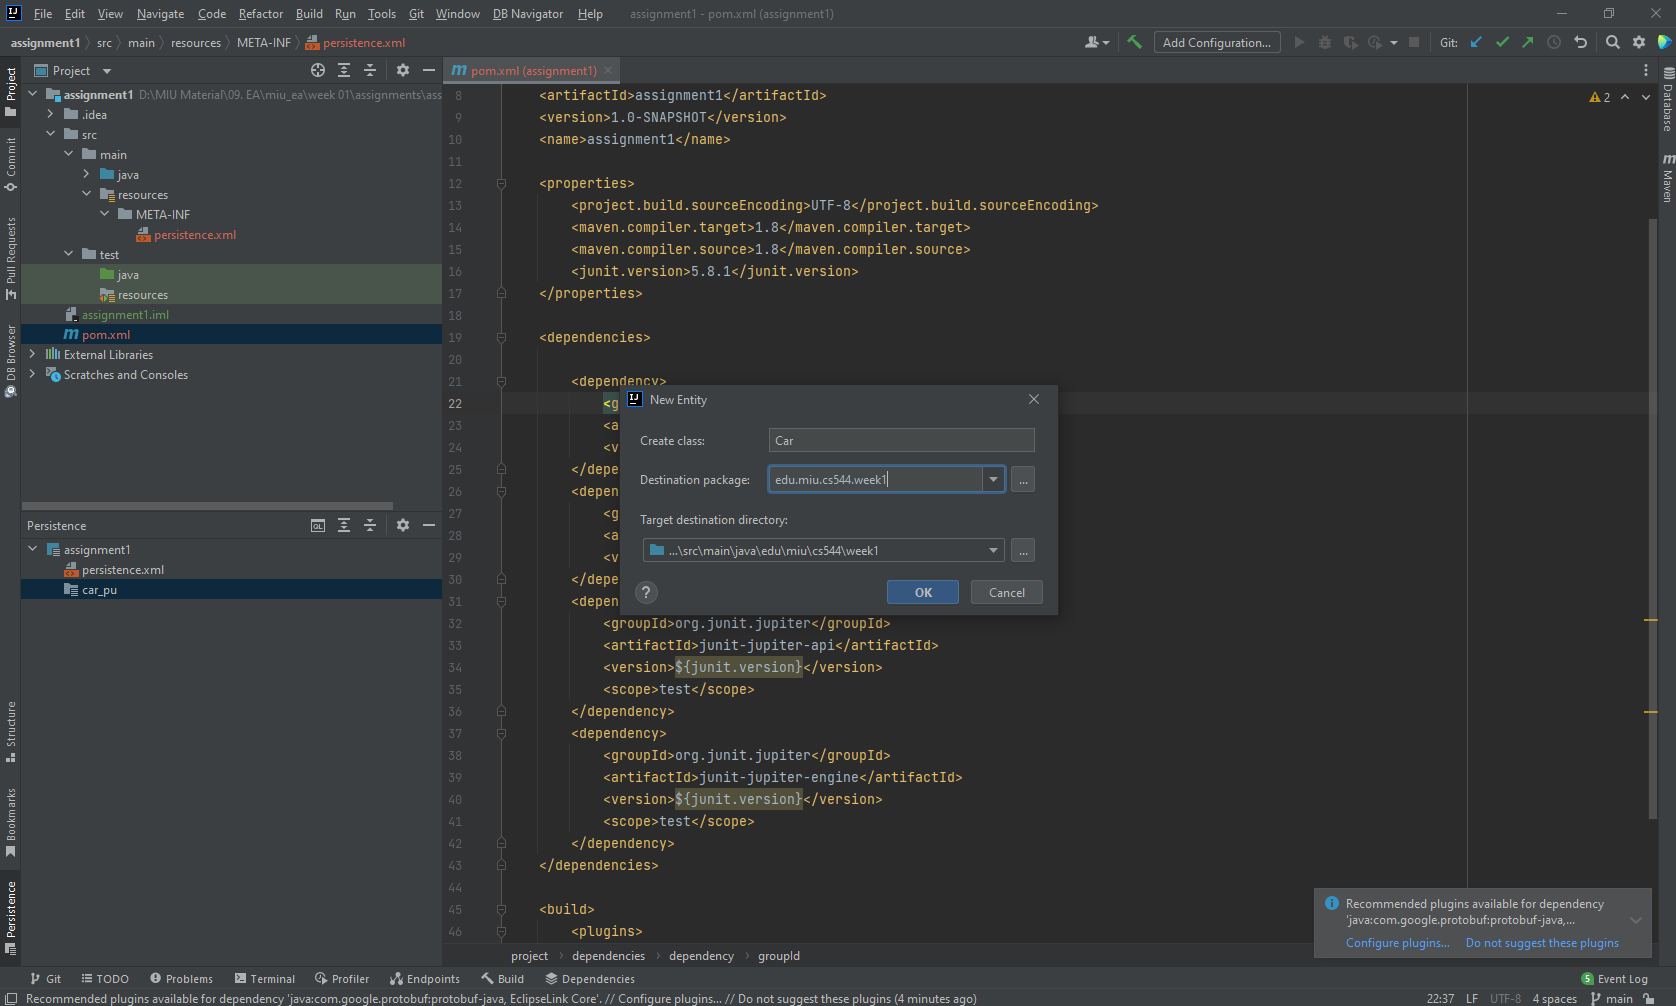 File Edit View Navigate Code Refactor Build Run Tools Git Window DB Navigator Help assignment1 - pom.xml (assignment1)
assignment1 src main resources META-INF persistence.xml
Add Configuration...
Git:
Project
assignment1 D:\MIU Material\09. EA\miu_ea\week 01\assignments\ass
.idea
src
main
java
resources
META-INF
persistence.xml
test
java
resources
assignment1.iml
pom.xml
External Libraries
Scratches and Consoles
Persistence
assignment1
persistence.xml
car_pu
Project
Commit
Pull Requests
DB Browser
Structure
Bookmarks
Persistence
pom.xml (assignment1)
2
8 <artifactId>assignment1</artifactId>
9 <version>1.0-SNAPSHOT</version>
10 <name>assignment1</name>
11
12 <properties>
13 <project.build.sourceEncoding>UTF-8</project.build.sourceEncoding>
14 <maven.compiler.target>1.8</maven.compiler.target>
15 <maven.compiler.source>1.8</maven.compiler.source>
16 <junit.version>5.8.1</junit.version>
17 </properties>
18
19 <dependencies>
20
21 <dependency>
22 <g
23 <a
24 <v
25 </depe
26 <depen
27 <g
28 <a
29 <v
30 </depe
31 <depen
32 <groupId>org.junit.jupiter</groupId>
33 <artifactId>junit-jupiter-api</artifactId>
34 <version>${junit.version}</version>
35 <scope>test</scope>
36 </dependency>
37 <dependency>
38 <groupId>org.junit.jupiter</groupId>
39 <artifactId>junit-jupiter-engine</artifactId>
40 <version>${junit.version}</version>
41 <scope>test</scope>
42 </dependency>
43 </dependencies>
44
45 <build>
46 <plugins>
New Entity
Create class: Car
Destination package: edu.miu.cs544.week1
...
Target destination directory:
...\src\main\java\edu\miu\cs544\week1
...
? OK Cancel
Database
Maven
Recommended plugins available for dependency
'java:com.google.protobuf:protobuf-java,...
Configure plugins... Do not suggest these plugins
project dependencies dependency groupId
Git TODO Problems Terminal Profiler Endpoints Build Dependencies
5 Event Log
Recommended plugins available for dependency 'java:com.google.protobuf:protobuf-java, EclipseLink Core'. // Configure plugins... // Do not suggest these plugins (4 minutes ago)
22:37 LF UTF-8 4 spaces main